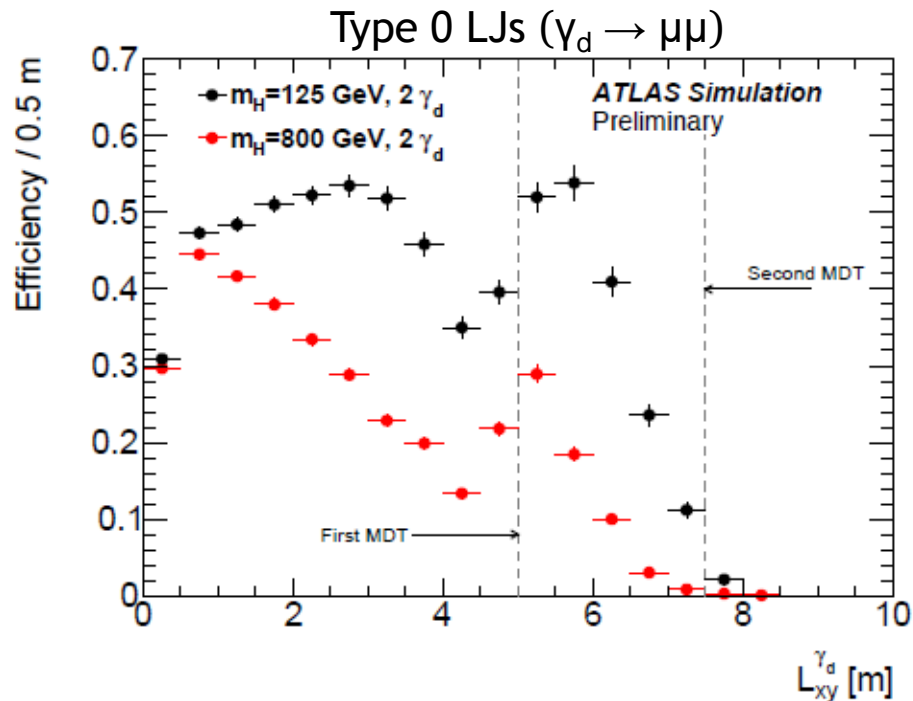 Type 0 LJs (γd → μμ)
Efficiency / 0.5 m
0.7
0.6
0.5
0.4
0.3
0.2
0.1
0
mH=125 GeV, 2 γd
mH=800 GeV, 2 γd
ATLAS Simulation
Preliminary
Second MDT
First MDT
0 2 4 6 8 10
Lxyγd [m]